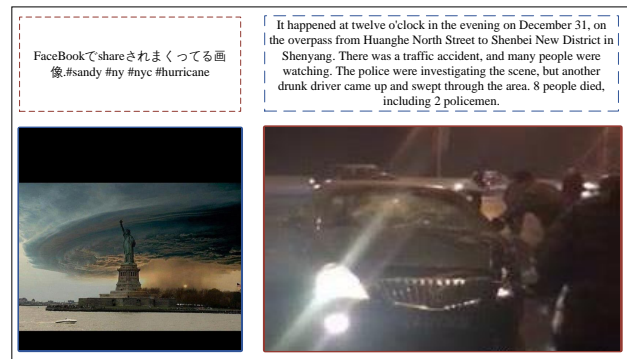 FaceBookでshareされまくってる画
像.#sandy #ny #nyc #hurricane
It happened at twelve o'clock in the evening on December 31, on
the overpass from Huanghe North Street to Shenbei New District in
Shenyang. There was a traffic accident, and many people were
watching. The police were investigating the scene, but another
drunk driver came up and swept through the area. 8 people died,
including 2 policemen.